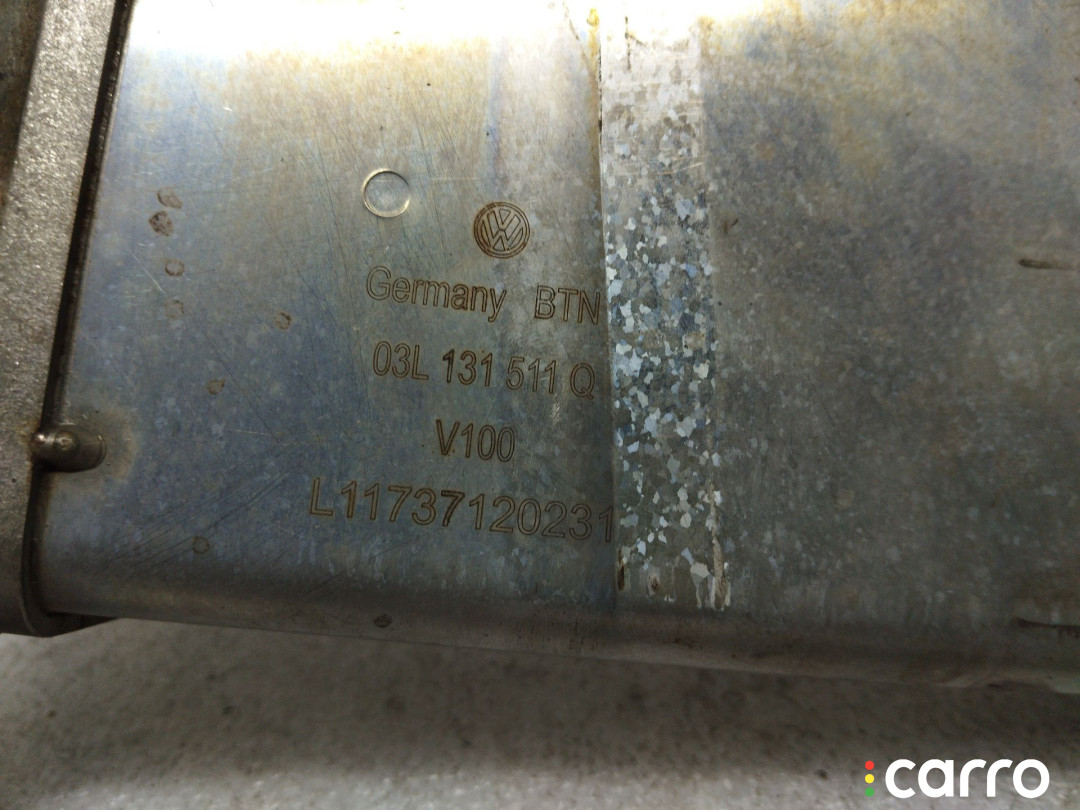 Germany BTN
03L 131 511 Q
V100
L11737120231
carro